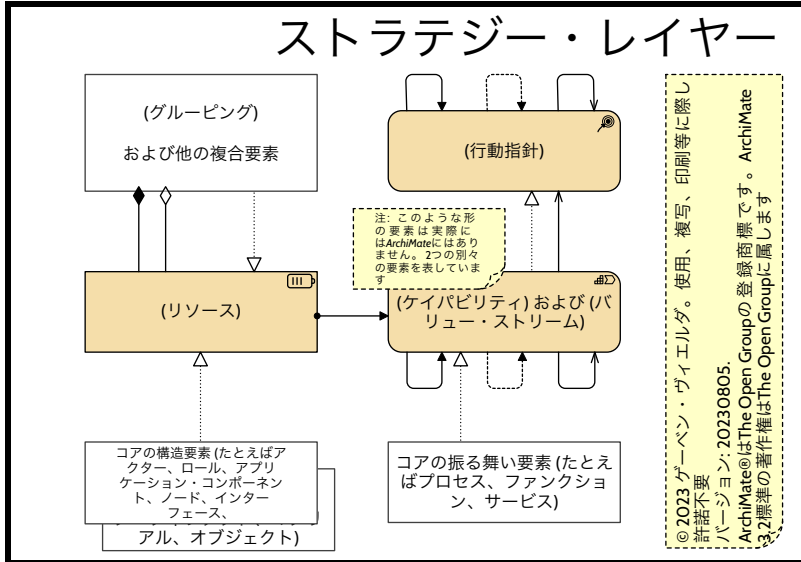 ストラテジー・レイヤー
(グルーピング)
および他の複合要素
(行動指針)
注: このような形
の要素は実際に
はArchiMateにはあり
ません。2つの別々
の要素を表しています
(リソース)
(ケイパビリティ) および (バ
リュー・ストリーム)
コアの構造要素 (たとえばア
クター、ロール、アプリ
ケーション・コンポーネン
ト、ノード、インター
フェース、
アル、オブジェクト)
コアの振る舞い要素 (たとえ
ばプロセス、ファンクショ
ン、サービス)
© 2023 ゲーベン・ヴィエルダ。使用、複写、印刷等に際し
許諾不要
バージョン: 20230805.
ArchiMate®はThe Open Groupの登録商標です。ArchiMate
3.2標準の著作権はThe Open Groupに属します